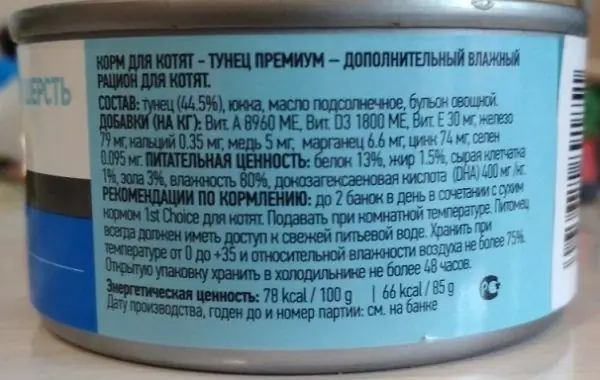 ШЕРСТЬ
КОРМ ДЛЯ КОТЯТ - ТУНЕЦ ПРЕМИУМ – ДОПОЛНИТЕЛЬНЫЙ ВЛАЖНЫЙ
РАЦИОН ДЛЯ КОТЯТ.
СОСТАВ: тунец (44.5%), юкка, масло подсолнечное, бульон овощной.
ДОБАВКИ (НА КГ): Вит. А 8960 МЕ, Вит. D3 1800 МЕ, Вит. Е 30 мг, железо
79 мг, кальций 0.35 мг, медь 5 мг, марганец 6.6 мг, цинк 74 мг, селен
0.095 мг. ПИТАТЕЛЬНАЯ ЦЕННОСТЬ: белок 13%, жир 1.5%, сырая клетчатка
1%, зола 3%, влажность 80%, докозагексаеновая кислота (DHA) 400 мг /кг.
РЕКОМЕНДАЦИИ ПО КОРМЛЕНИЮ: до 2 банок в день в сочетании с сухим
кормом 1st Choice для котят. Подавать при комнатной температуре. Питомец
всегда должен иметь доступ к свежей питьевой воде. Хранить при
температуре от 0 до +35 и относительной влажности воздуха не более 75%.
Открытую упаковку хранить в холодильнике не более 48 часов.
Энергетическая ценность: 78 kcal / 100 g | 66 kcal / 85 g
Дату производства, годен до и номер партии: см. на банке